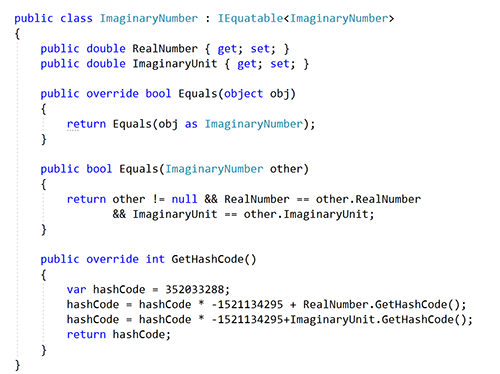 public class ImaginaryNumber : IEquatable<ImaginaryNumber>
{
public double RealNumber { get; set; }
public double ImaginaryUnit { get; set; }
public override bool Equals(object obj)
{
return Equals(obj as ImaginaryNumber);
}
public bool Equals(ImaginaryNumber other)
{
return other != null && RealNumber == other.RealNumber
&& ImaginaryUnit == other.ImaginaryUnit;
}
public override int GetHashCode()
{
var hashCode = 352033288;
hashCode = hashCode * -1521134295 + RealNumber.GetHashCode();
hashCode = hashCode * -1521134295+ImaginaryUnit.GetHashCode();
return hashCode;
}
}